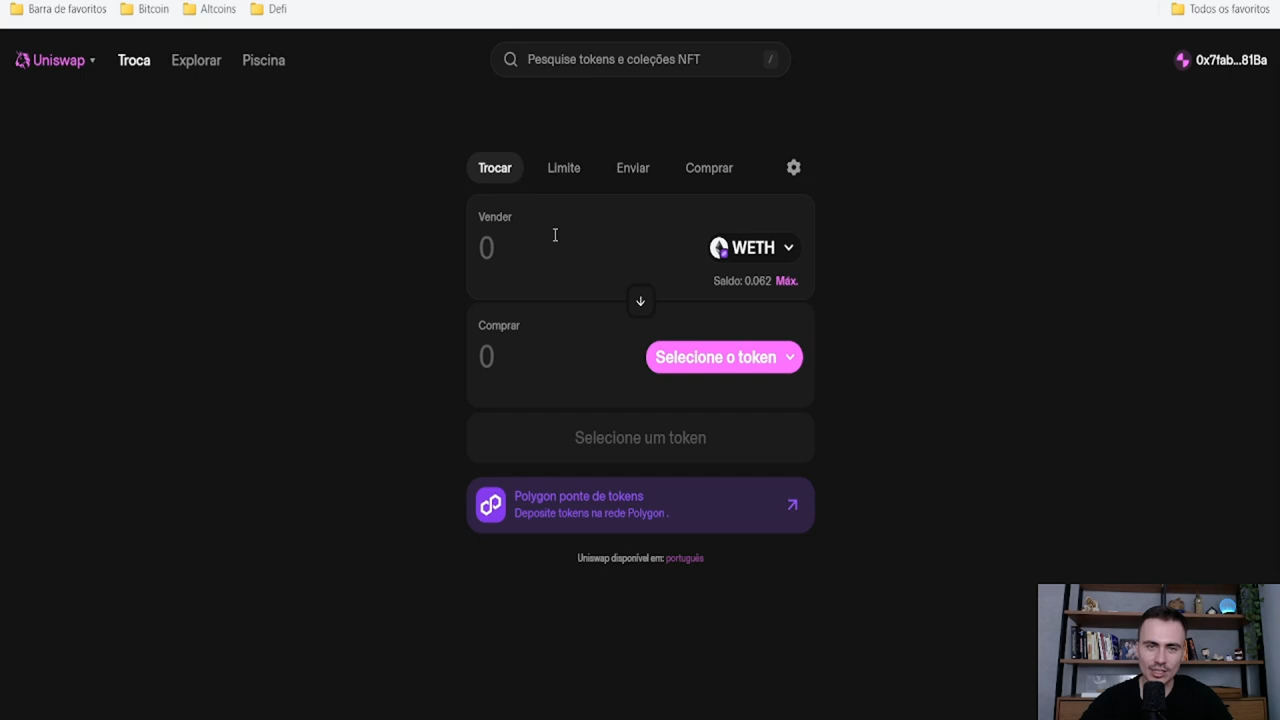 Barra de favoritos Bitcoin Altcoins Defi Todos os favoritos
Uniswap Troca Explorar Piscina Pesquise tokens e coleções NFT / 0x7fab...81Ba
Trocar Limite Enviar Comprar
Vender
0 WETH
Saldo: 0.062 Máx.
Comprar
0 Selecione o token
Selecione um token
Polygon ponte de tokens
Deposite tokens na rede Polygon .
Uniswap disponível em: português